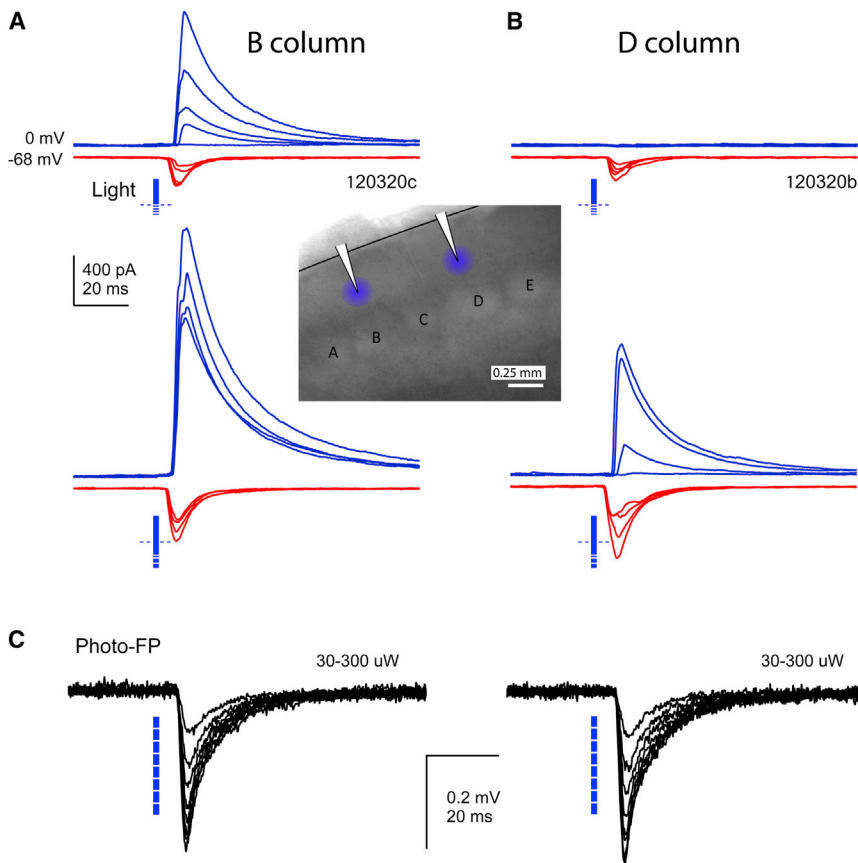 A
B column
B
D column
0 mV
-68 mV
Light
120320c
120320b
400 pA
20 ms
A
B
C
D
E
0.25 mm
C
Photo-FP
30-300 uW
30-300 uW
0.2 mV
20 ms